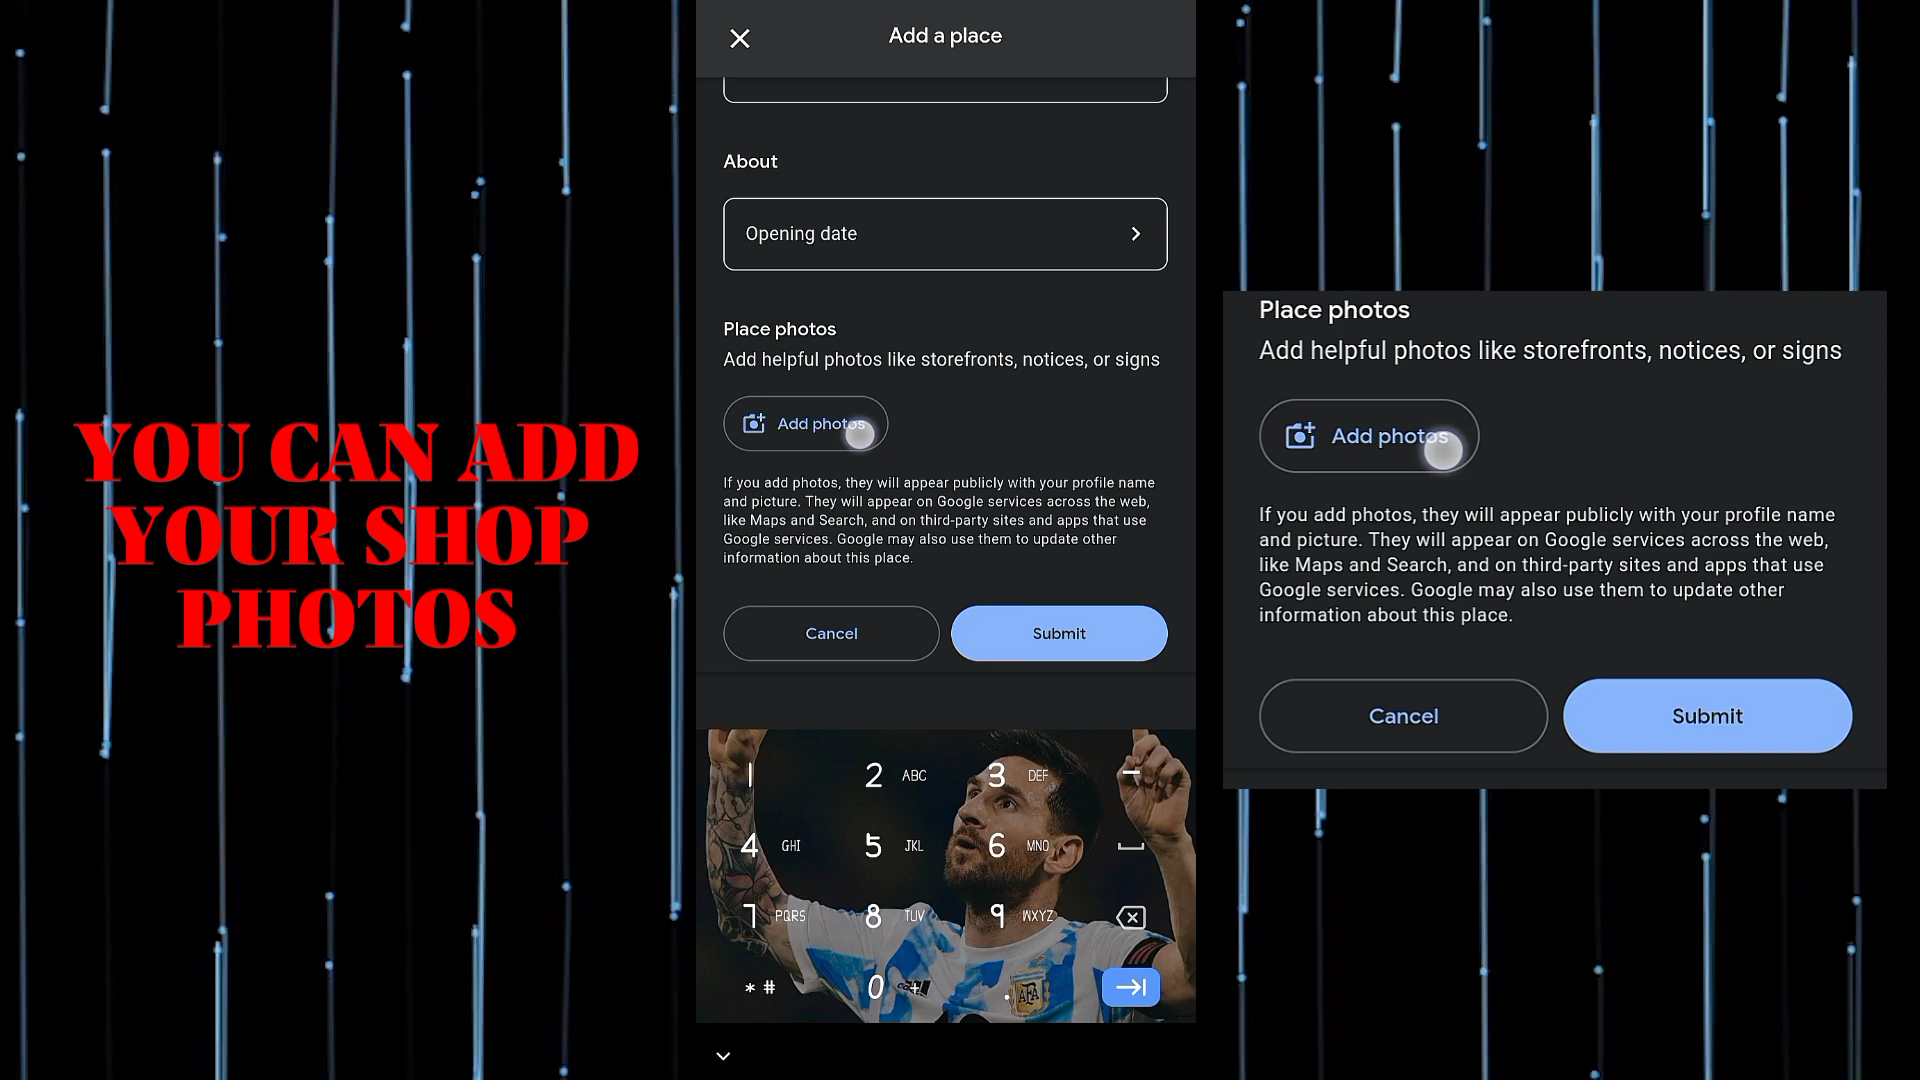 YOU CAN ADD
YOUR SHOP
PHOTOS
Add a place
About
Opening date
Place photos
Add helpful photos like storefronts, notices, or signs
Add photos
If you add photos, they will appear publicly with your profile name
and picture. They will appear on Google services across the web,
like Maps and Search, and on third-party sites and apps that use
Google services. Google may also use them to update other
information about this place.
Cancel Submit
1 2 ABC 3 DEF -
4 GHI 5 JKL 6 MNO
7 PQRS 8 TUV 9 WXYZ
* # 0 + .
AFA
Place photos
Add helpful photos like storefronts, notices, or signs
Add photos
If you add photos, they will appear publicly with your profile name
and picture. They will appear on Google services across the web,
like Maps and Search, and on third-party sites and apps that use
Google services. Google may also use them to update other
information about this place.
Cancel Submit